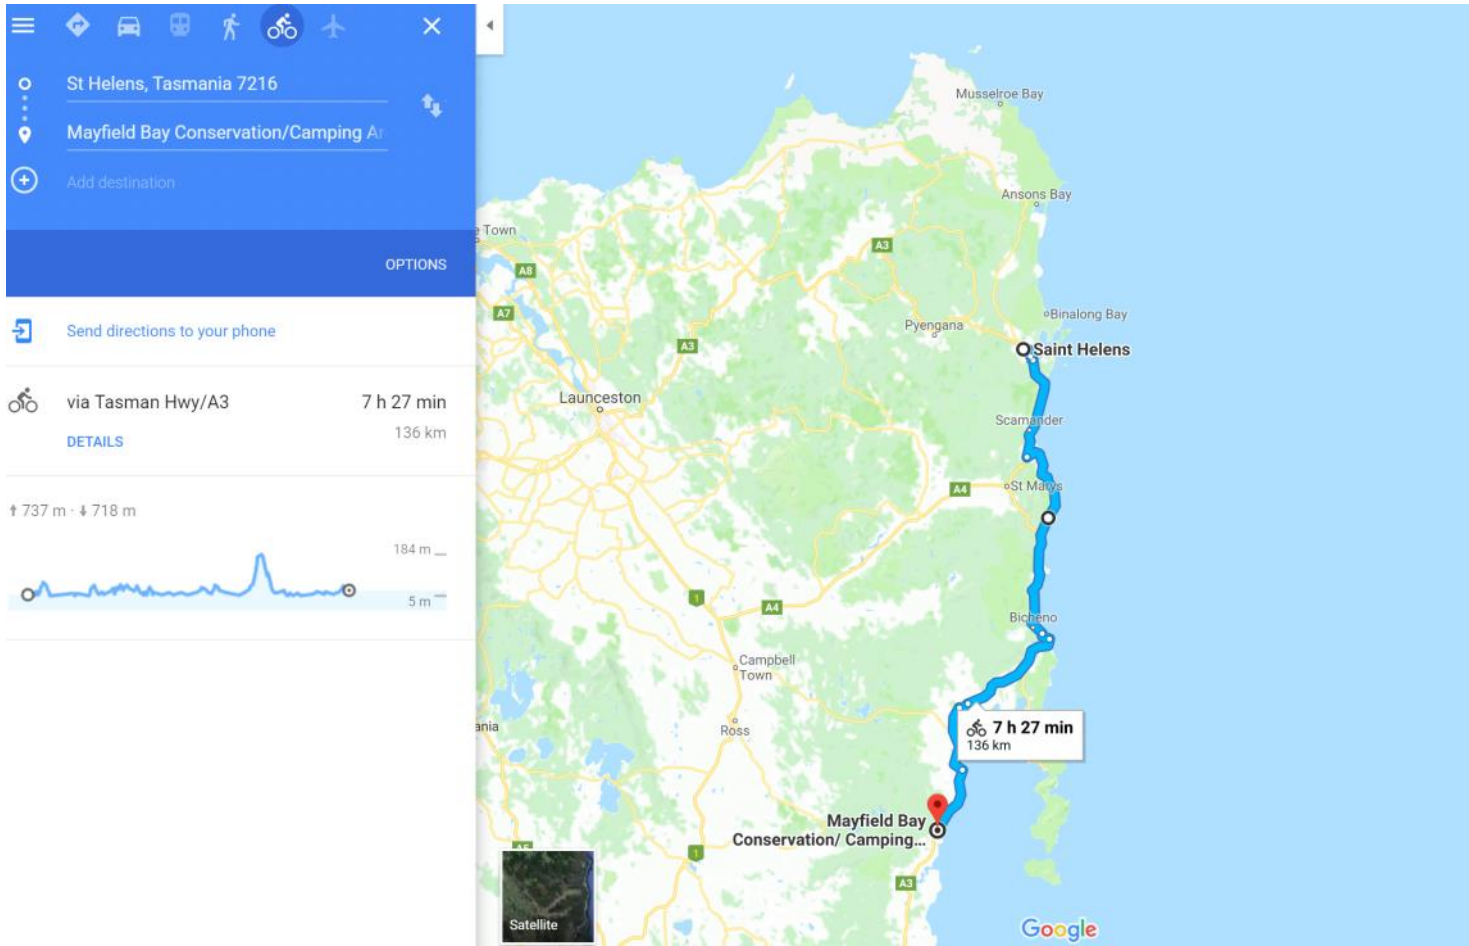 St Helens, Tasmania 7216
Mayfield Bay Conservation/Camping Ar
Add destination
OPTIONS
Send directions to your phone
via Tasman Hwy/A3
7 h 27 min
136 km
DETAILS
737 m · 718 m
184 m
5 m
Musselroe Bay
Ansons Bay
Town
A3
A8
A7
Binalong Bay
Pyengana
A3
Saint Helens
Launceston
Scamander
A4
St Marys
1
A4
Bicheno
Campbell
Town
Ross
7 h 27 min
136 km
Mayfield Bay
Conservation/ Camping...
1
A3
Satellite
Google